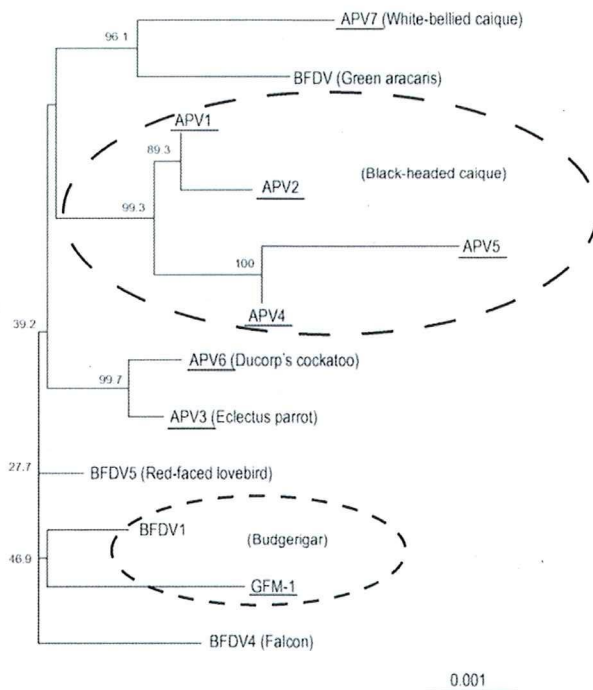 APV7 (White-bellied caique)
96.1
BFDV (Green aracaris)
APV1
89.3
(Black-headed caique)
APV2
99.3
APV5
100
APV4
39.2
APV6 (Ducorp's cockatoo)
99.7
APV3 (Eclectus parrot)
27.7
BFDV5 (Red-faced lovebird)
BFDV1
(Budgerigar)
46.9
GFM-1
BFDV4 (Falcon)
0.001